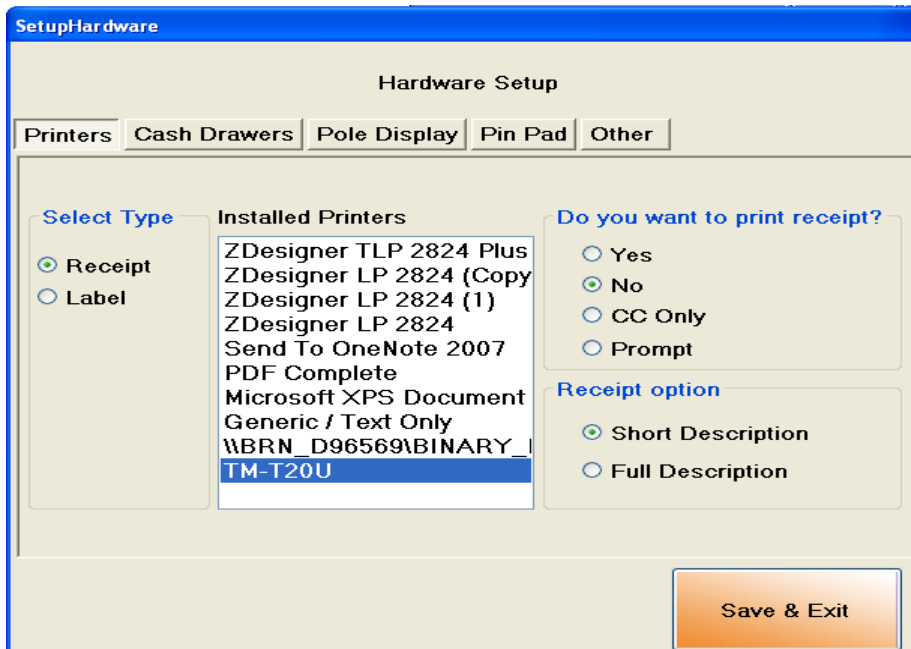 SetupHardware
Hardware Setup
Printers Cash Drawers Pole Display Pin Pad Other
Select Type
Receipt
Label
Installed Printers
ZDesigner TLP 2824 Plus
ZDesigner LP 2824 (Copy
ZDesigner LP 2824 (1)
ZDesigner LP 2824
Send To OneNote 2007
PDF Complete
Microsoft XPS Document
Generic / Text Only
\\BRN_D96569\BINARY_
TM-T20U
Do you want to print receipt?
Yes
No
CC Only
Prompt
Receipt option
Short Description
Full Description
Save & Exit